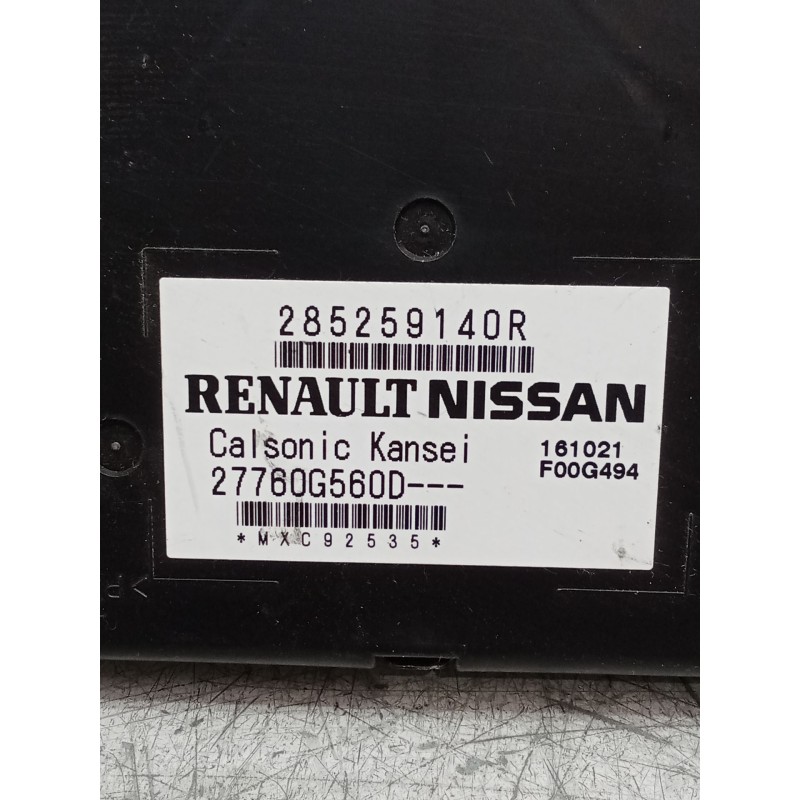 285259140R
RENAULT NISSAN
Calsonic Kansei 161021
27760G560D--- F00G494
*MXC92535*